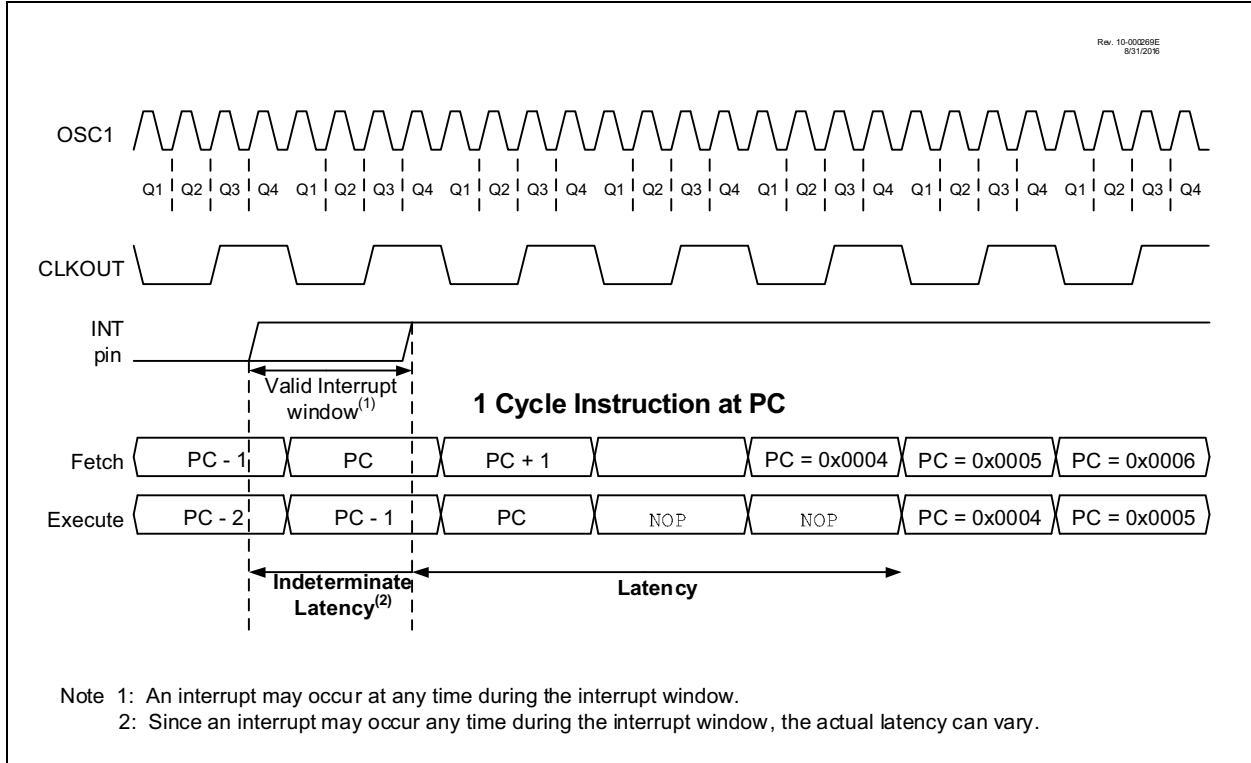 Rev. 10-000269E
8/31/2016
OSC1
Q1 Q2 Q3 Q4 Q1 Q2 Q3 Q4 Q1 Q2 Q3 Q4 Q1 Q2 Q3 Q4 Q1 Q2 Q3 Q4 Q1 Q2 Q3 Q4 Q1 Q2 Q3 Q4
CLKOUT
INT
pin
Valid Interrupt
window(1)
1 Cycle Instruction at PC
Fetch PC - 1 PC PC + 1 PC = 0x0004 PC = 0x0005 PC = 0x0006
Execute PC - 2 PC - 1 PC NOP NOP PC = 0x0004 PC = 0x0005
Indeterminate
Latency(2)
Latency
Note 1: An interrupt may occur at any time during the interrupt window.
2: Since an interrupt may occur any time during the interrupt window, the actual latency can vary.